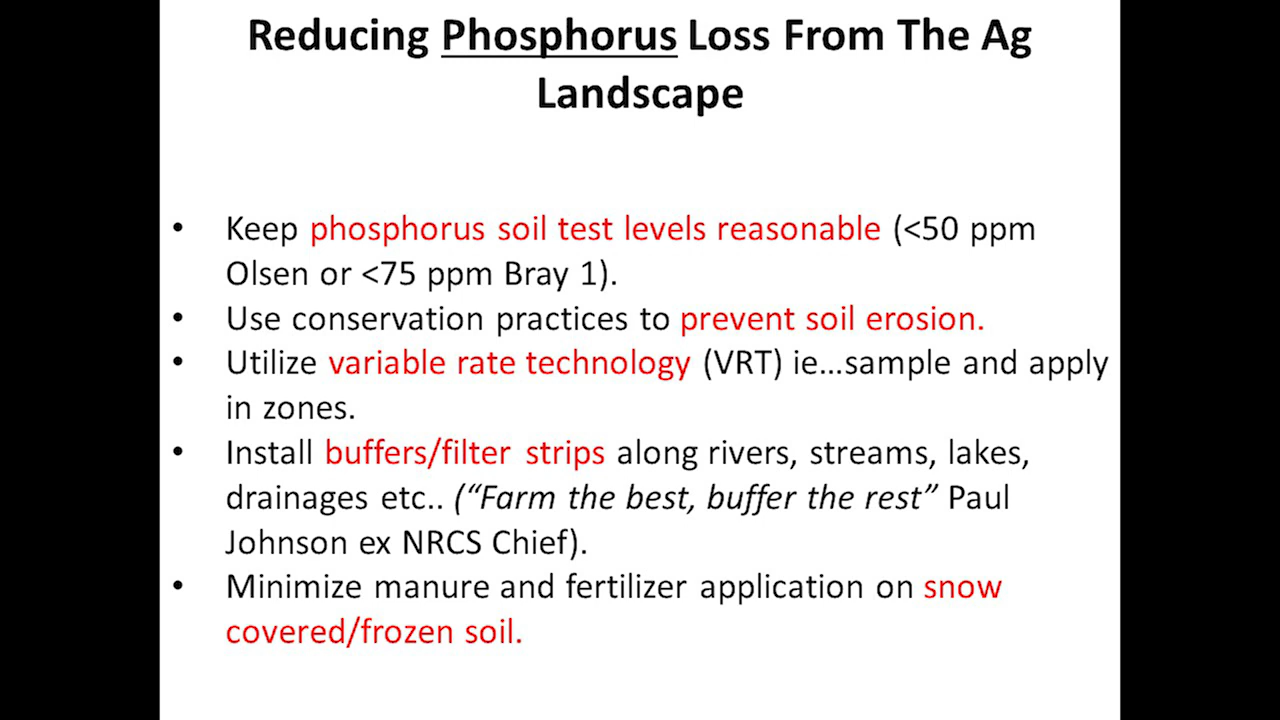 Reducing Phosphorus Loss From The Ag
Landscape
• Keep phosphorus soil test levels reasonable (<50 ppm
Olsen or <75 ppm Bray 1).
• Use conservation practices to prevent soil erosion.
• Utilize variable rate technology (VRT) ie...sample and apply
in zones.
• Install buffers/filter strips along rivers, streams, lakes,
drainages etc.. (“Farm the best, buffer the rest” Paul
Johnson ex NRCS Chief).
• Minimize manure and fertilizer application on snow
covered/frozen soil.